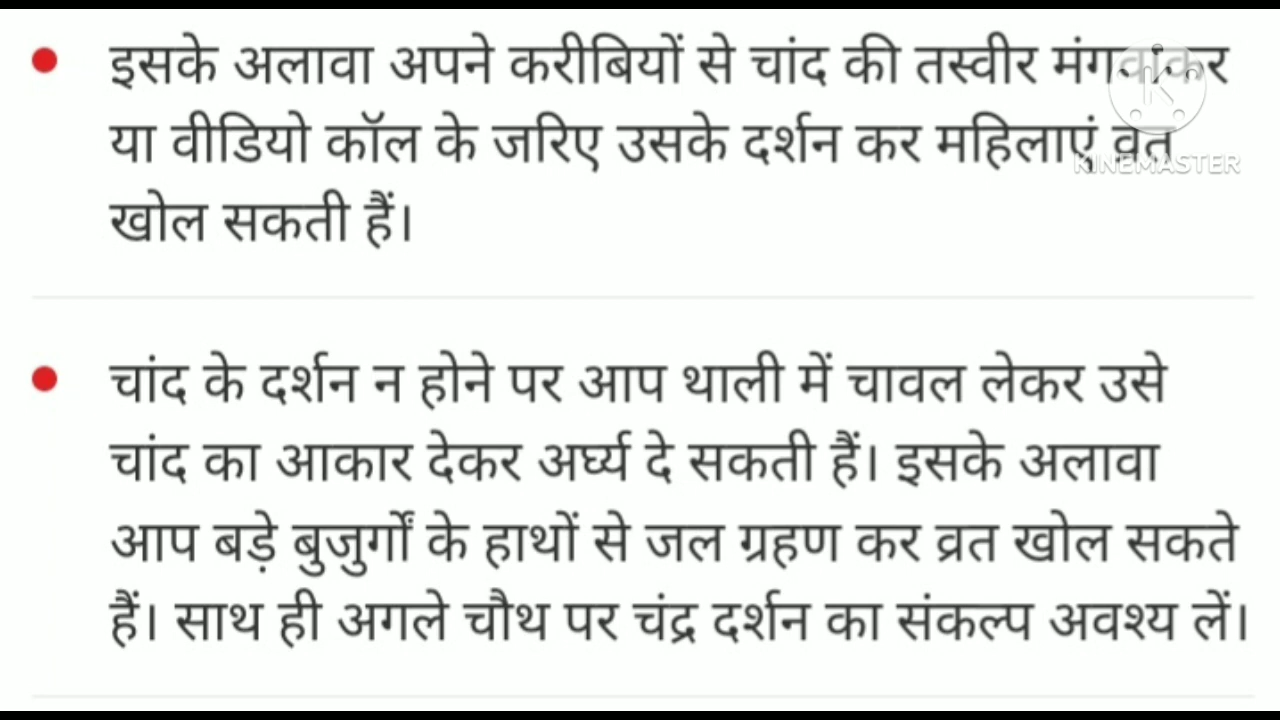 इसके अलावा अपने करीबियों से चांद की तस्वीर मंगवाकर
या वीडियो कॉल के जरिए उसके दर्शन कर महिलाएं व्रत
खोल सकती हैं।
चांद के दर्शन न होने पर आप थाली में चावल लेकर उसे
चांद का आकार देकर अर्घ्य दे सकती हैं। इसके अलावा
आप बड़े बुजुर्गों के हाथों से जल ग्रहण कर व्रत खोल सकते
हैं। साथ ही अगले चौथ पर चंद्र दर्शन का संकल्प अवश्य लें।
K
KINEMASTER